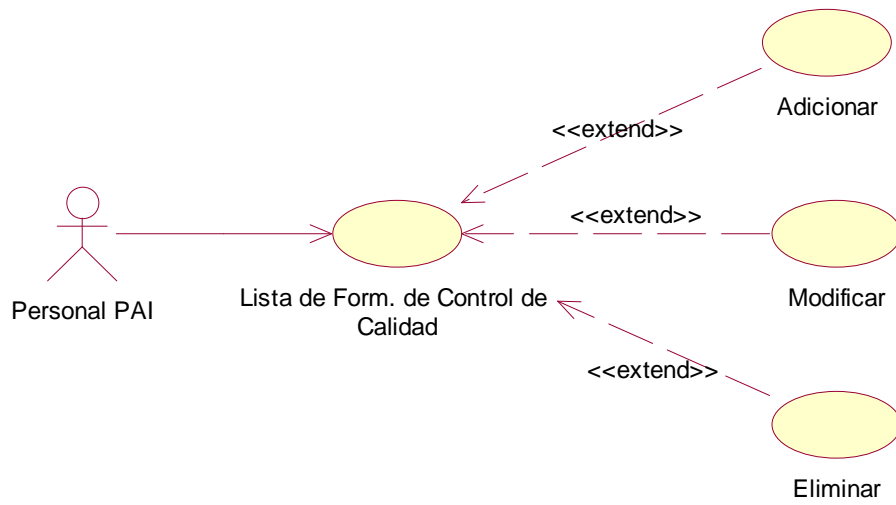 Adicionar
<<extend>>
<<extend>>
Personal PAI
Lista de Form. de Control de
Calidad
Modificar
<<extend>>
Eliminar